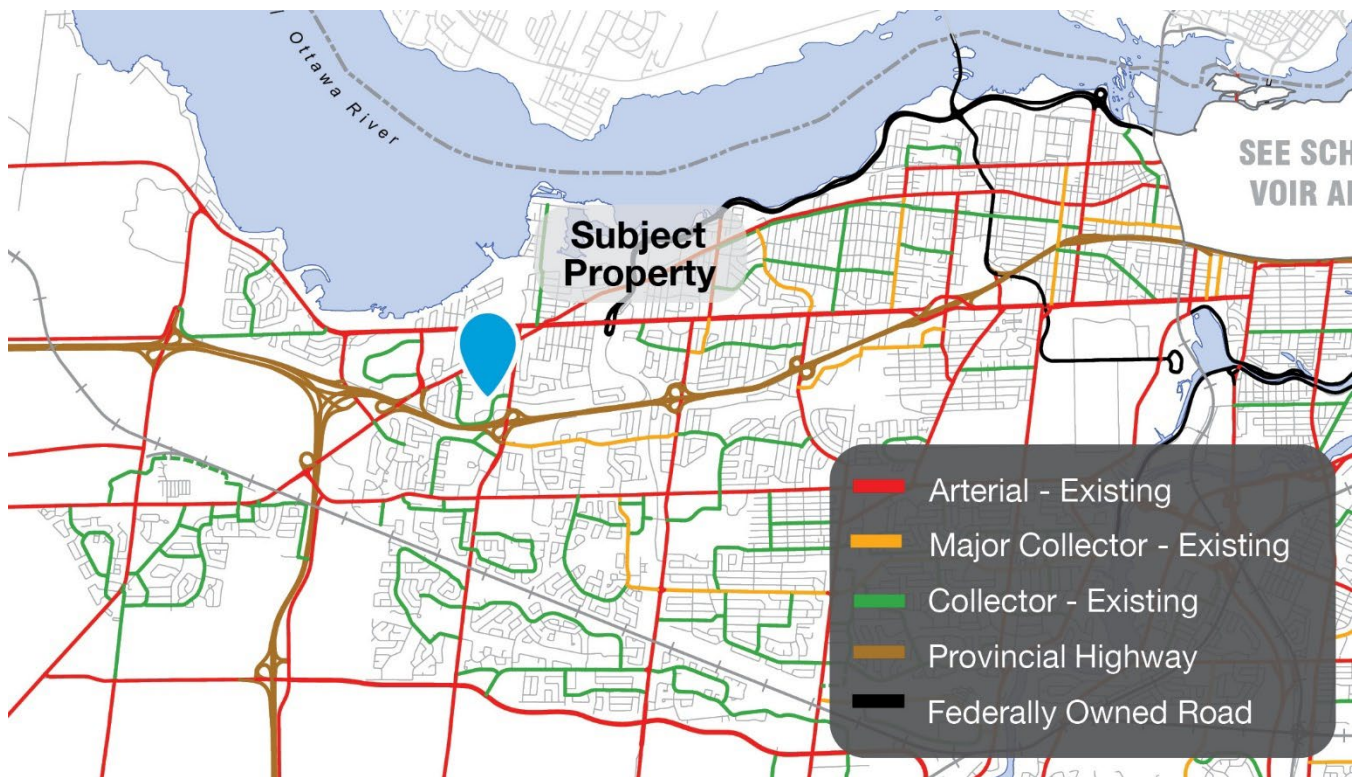 Ottawa River
SEE SCH
VOIR AL
Subject
Property
Arterial - Existing
Major Collector - Existing
Collector - Existing
Provincial Highway
Federally Owned Road